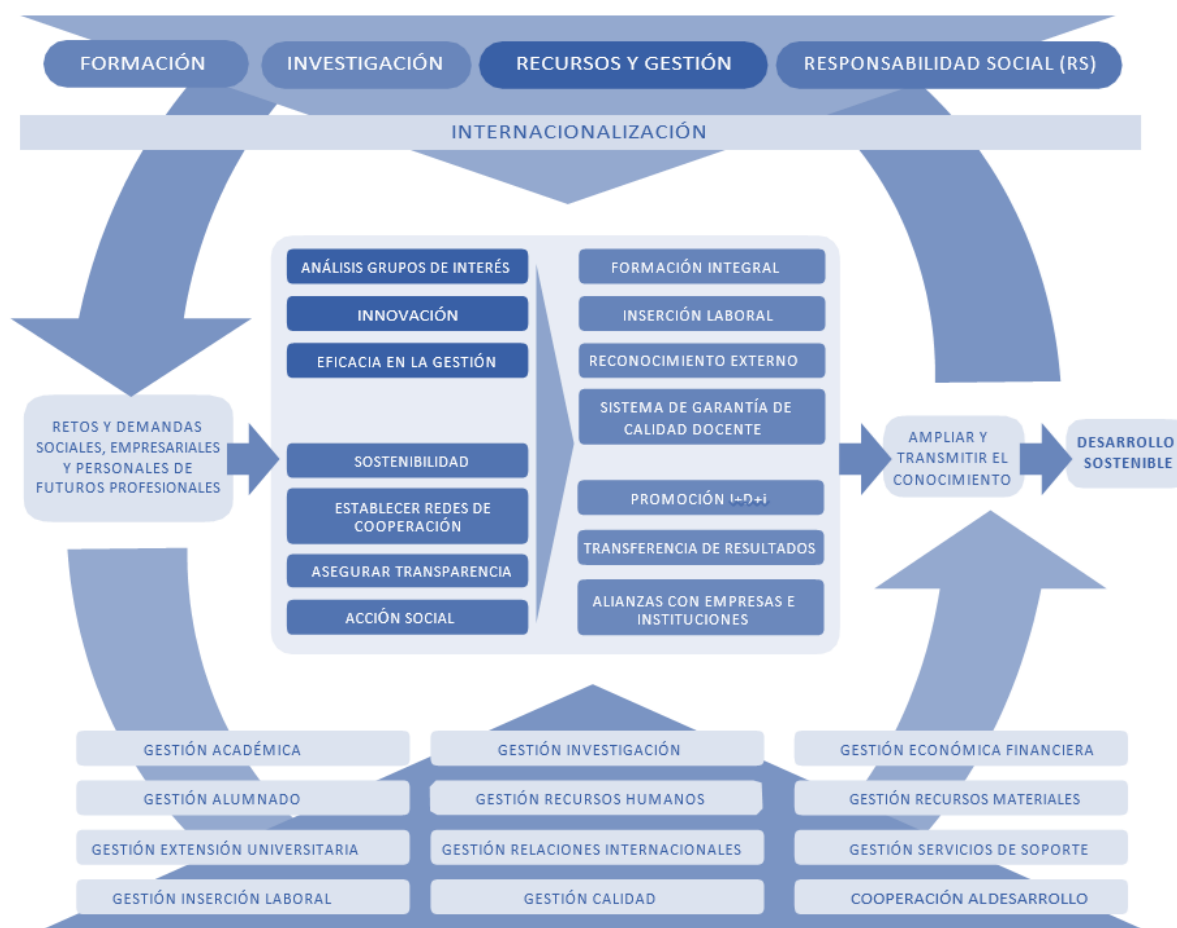 FORMACIÓN
INVESTIGACIÓN
RECURSOS Y GESTIÓN
RESPONSABILIDAD SOCIAL (RS)
INTERNACIONALIZACIÓN
RETOS Y DEMANDAS
SOCIALES, EMPRESARIALES
Y PERSONALES DE
FUTUROS PROFESIONALES
ANÁLISIS GRUPOS DE INTERÉS
INNOVACIÓN
EFICACIA EN LA GESTIÓN
SOSTENIBILIDAD
ESTABLECER REDES DE
COOPERACIÓN
ASEGURAR TRANSPARENCIA
ACCIÓN SOCIAL
FORMACIÓN INTEGRAL
INSERCIÓN LABORAL
RECONOCIMIENTO EXTERNO
SISTEMA DE GARANTÍA DE
CALIDAD DOCENTE
PROMOCIÓN I+D+i
TRANSFERENCIA DE RESULTADOS
ALIANZAS CON EMPRESAS E
INSTITUCIONES
AMPLIAR Y
TRANSMITIR EL
CONOCIMIENTO
DESARROLLO
SOSTENIBLE
GESTIÓN ACADÉMICA
GESTIÓN INVESTIGACIÓN
GESTIÓN ECONÓMICA FINANCIERA
GESTIÓN ALUMNADO
GESTIÓN RECURSOS HUMANOS
GESTIÓN RECURSOS MATERIALES
GESTIÓN EXTENSIÓN UNIVERSITARIA
GESTIÓN RELACIONES INTERNACIONALES
GESTIÓN SERVICIOS DE SOPORTE
GESTIÓN INSERCIÓN LABORAL
GESTIÓN CALIDAD
COOPERACIÓN ALDESARROLLO